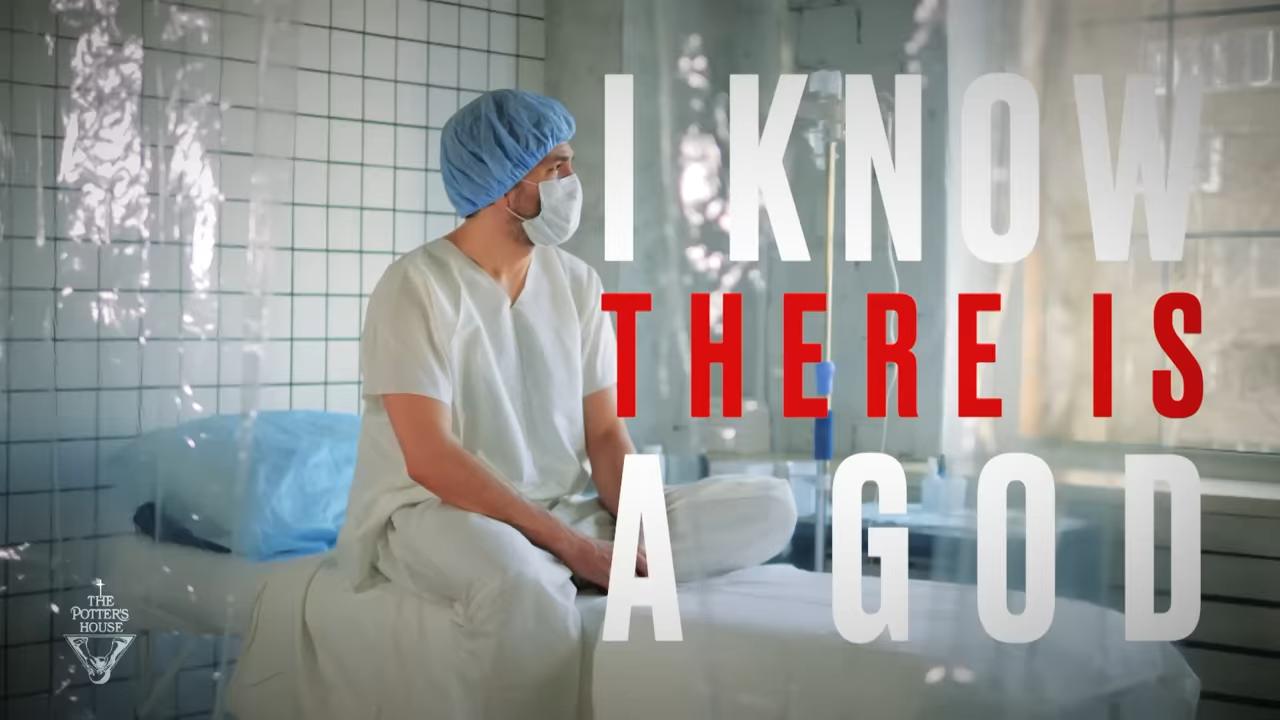 I KNOW
THERE IS
A GOD
THE
POTTER'S
HOUSE